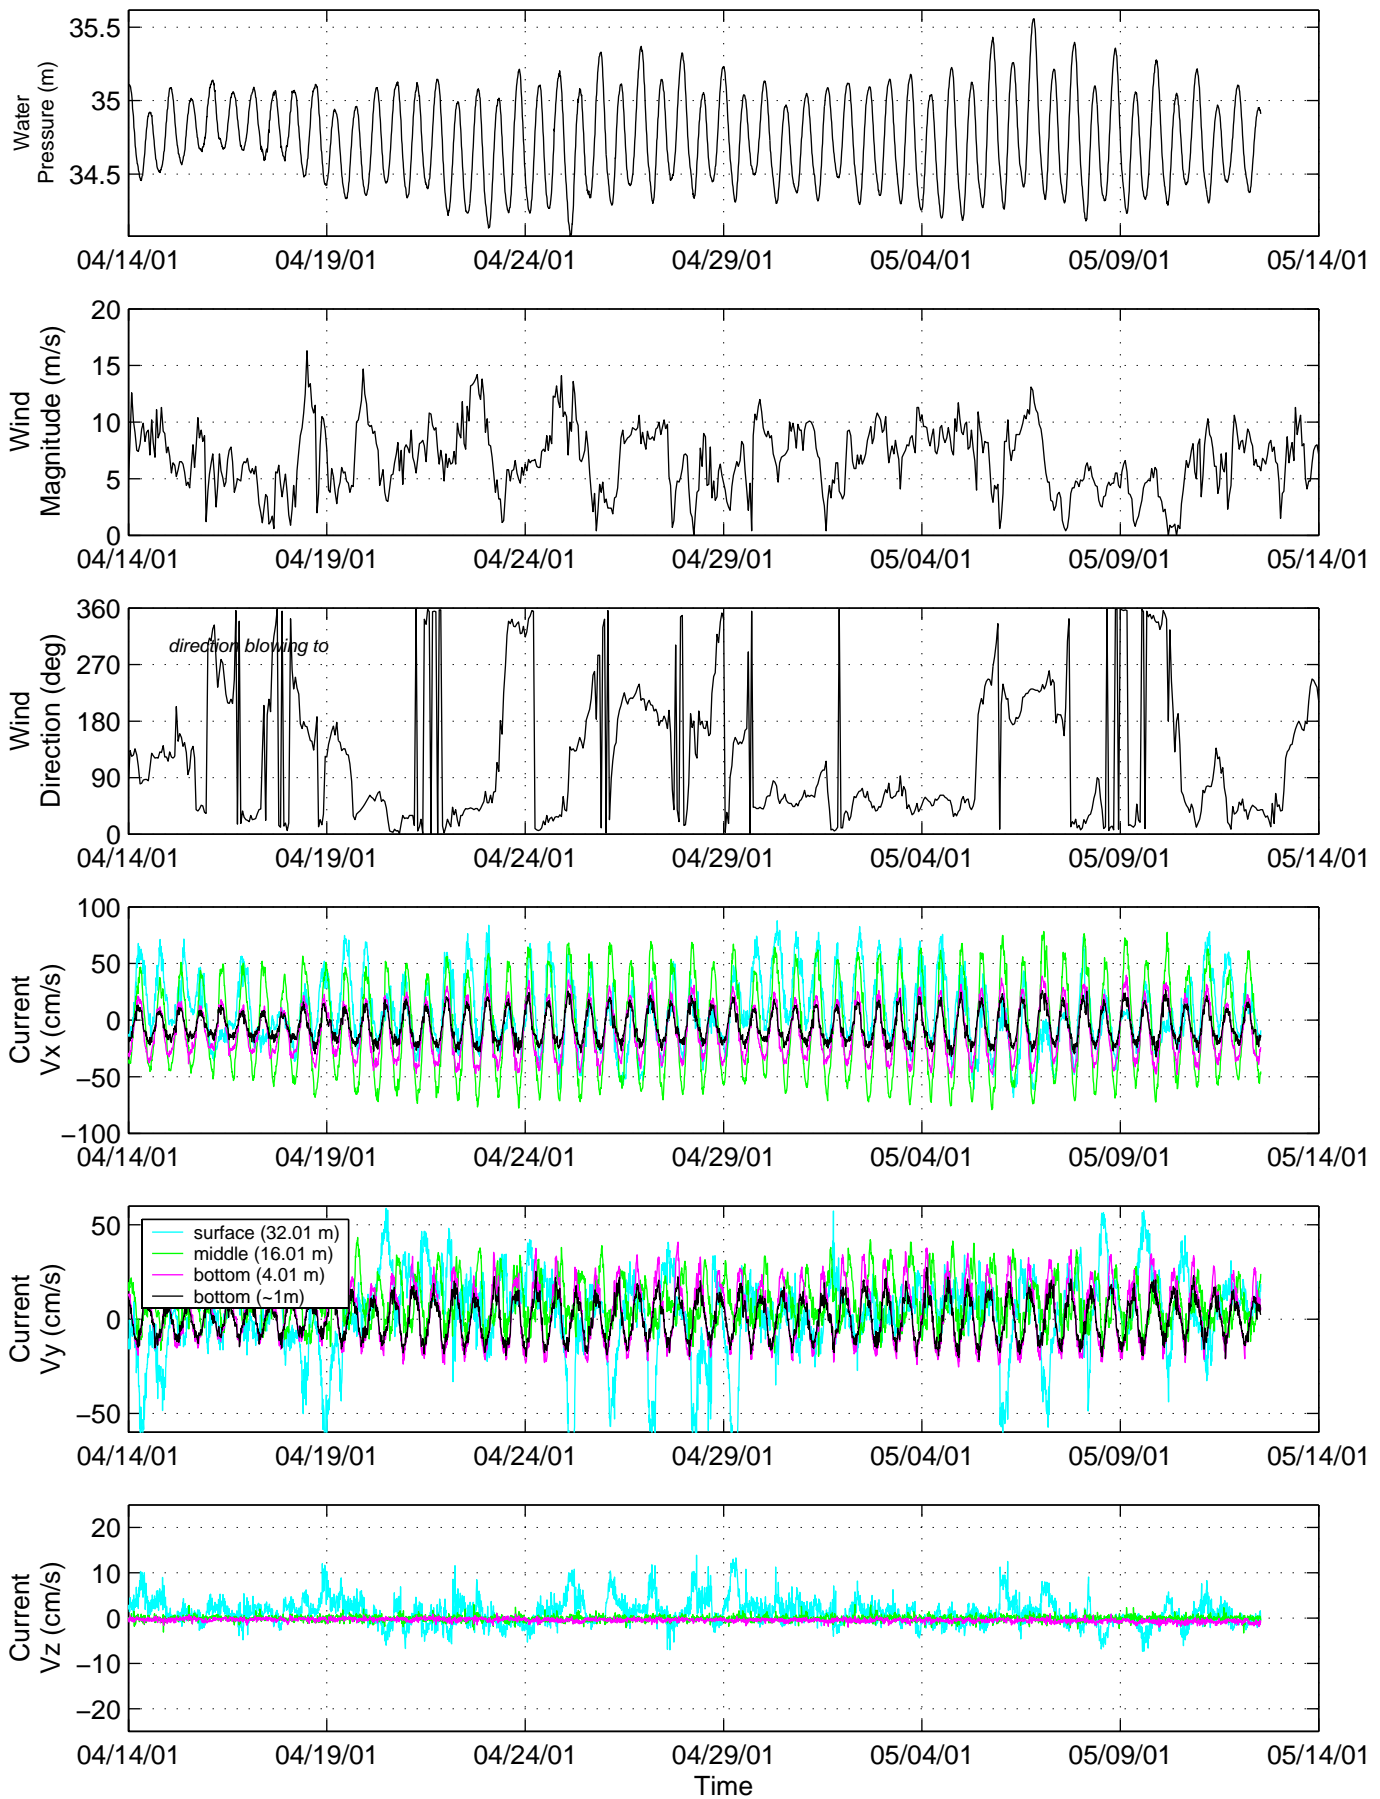 35.5
35
34.5
Water
Pressure (m)
04/14/01 04/19/01 04/24/01 04/29/01 05/04/01 05/09/01 05/14/01
20
15
10
5
0
Wind
Magnitude (m/s)
04/14/01 04/19/01 04/24/01 04/29/01 05/04/01 05/09/01 05/14/01
360
270
180
90
0
Wind
Direction (deg)
direction blowing to
04/14/01 04/19/01 04/24/01 04/29/01 05/04/01 05/09/01 05/14/01
100
50
0
−50
−100
Current
Vx (cm/s)
04/14/01 04/19/01 04/24/01 04/29/01 05/04/01 05/09/01 05/14/01
50
0
−50
Current
Vy (cm/s)
surface (32.01 m)
middle (16.01 m)
bottom (4.01 m)
bottom (~1m)
04/14/01 04/19/01 04/24/01 04/29/01 05/04/01 05/09/01 05/14/01
20
10
0
−10
−20
Current
Vz (cm/s)
04/14/01 04/19/01 04/24/01 04/29/01 05/04/01 05/09/01 05/14/01
Time